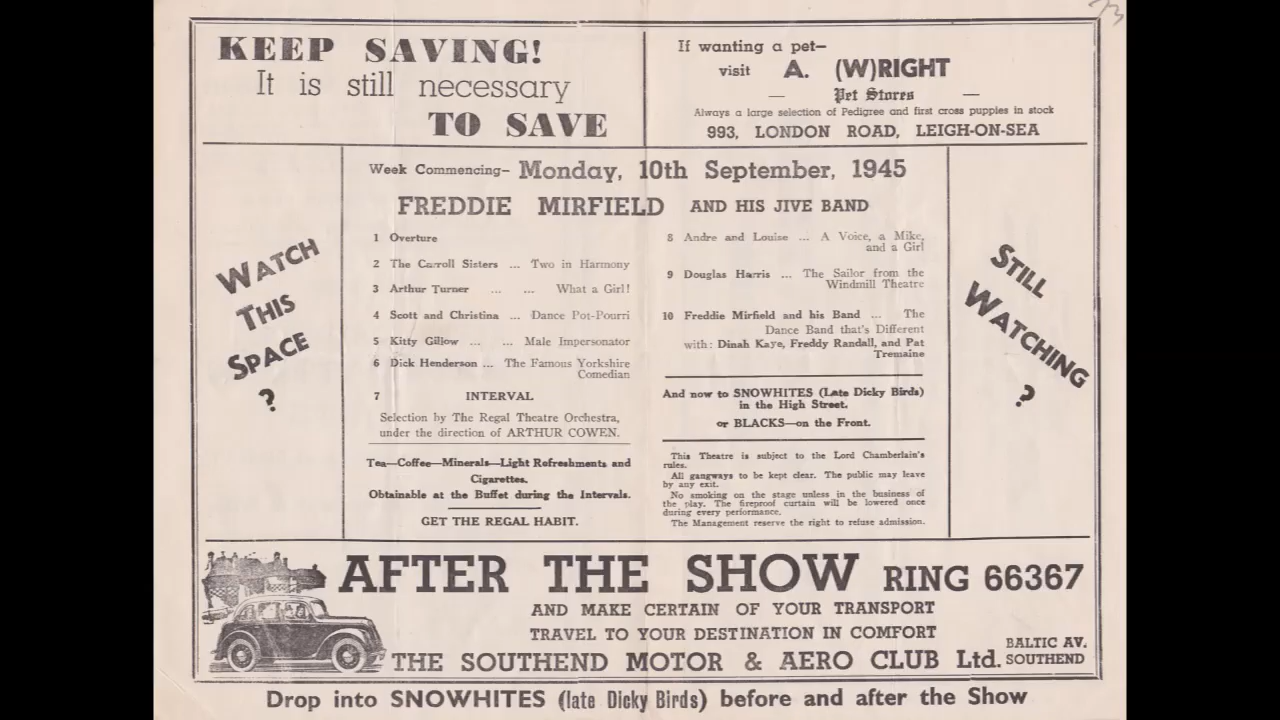 73
KEEP SAVING!
It is still necessary
TO SAVE
If wanting a pet—
visit A. (W)RIGHT
— Pet Stores —
Always a large selection of Pedigree and first cross puppies in stock
993, LONDON ROAD, LEIGH-ON-SEA
WATCH
THIS
SPACE
?
Week Commencing— Monday, 10th September, 1945
FREDDIE MIRFIELD AND HIS JIVE BAND
1 Overture
2 The Carroll Sisters ... Two in Harmony
3 Arthur Turner ... ... What a Girl!
4 Scott and Christina ... Dance Pot-Pourri
5 Kitty Gillow ... ... Male Impersonator
6 Dick Henderson ... The Famous Yorkshire
Comedian
7 INTERVAL
Selection by The Regal Theatre Orchestra,
under the direction of ARTHUR COWEN.
Tea—Coffee—Minerals—Light Refreshments and
Cigarettes.
Obtainable at the Buffet during the Intervals.
GET THE REGAL HABIT.
8 Andre and Louise ... A Voice, a Mike,
and a Girl
9 Douglas Harris ... The Sailor from the
Windmill Theatre
10 Freddie Mirfield and his Band ... The
Dance Band that's Different
with: Dinah Kaye, Freddy Randall, and Pat
Tremaine
And now to SNOWHITES (Late Dicky Birds)
in the High Street.
or BLACKS—on the Front.
This Theatre is subject to the Lord Chamberlain's
rules.
All gangways to be kept clear. The public may leave
by any exit.
No smoking on the stage unless in the business of
the play. The fireproof curtain will be lowered once
during every performance.
The Management reserve the right to refuse admission.
STILL
WATCHING
?
AFTER THE SHOW RING 66367
AND MAKE CERTAIN OF YOUR TRANSPORT
TRAVEL TO YOUR DESTINATION IN COMFORT
THE SOUTHEND MOTOR & AERO CLUB Ltd. BALTIC AV.
SOUTHEND
Drop into SNOWHITES (late Dicky Birds) before and after the Show